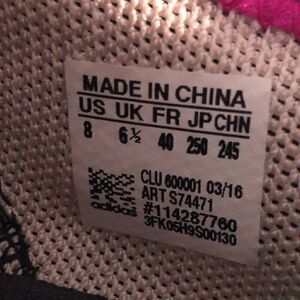 MADE IN CHINA
US UK FR JP CHN
8 6½ 40 250 245
CLU 600001 03/16
ART S74471
#114287760
3FK05H9S00130
adidas